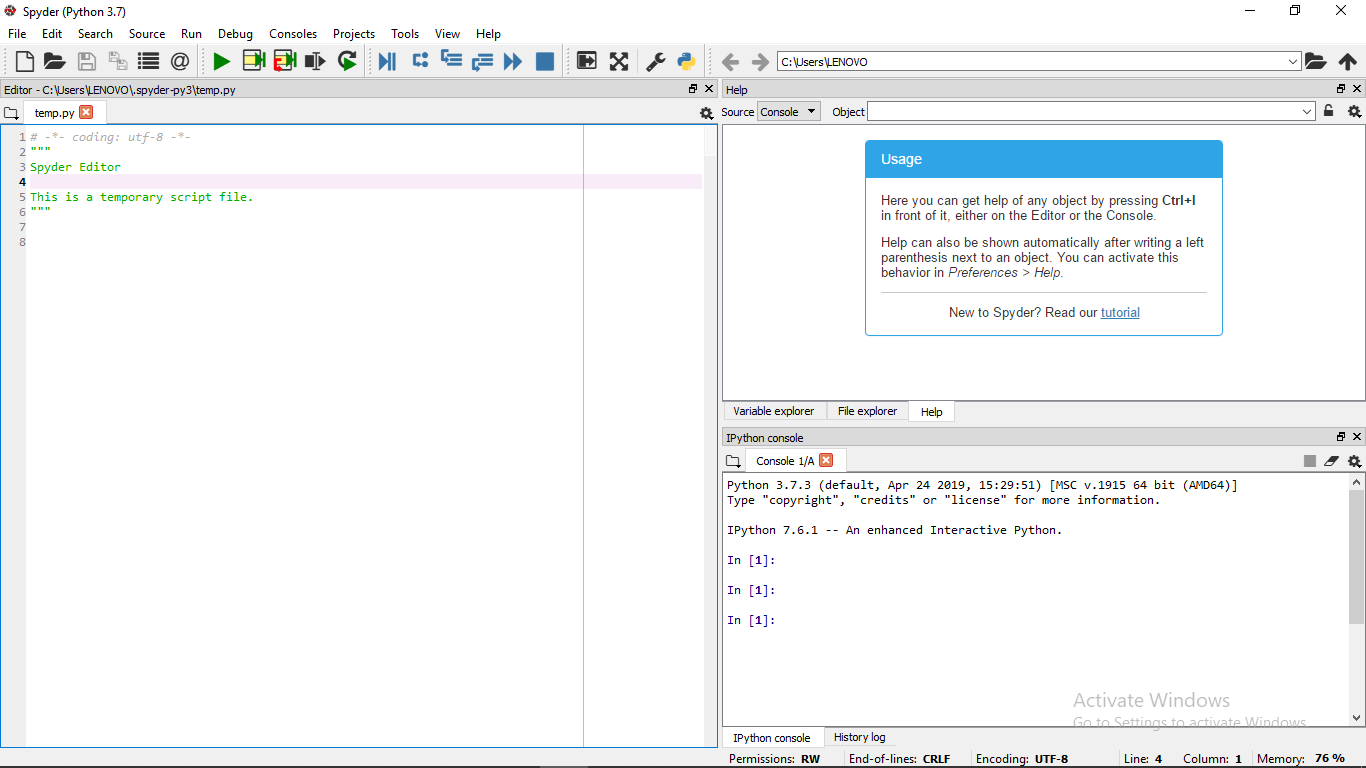 Spyder (Python 3.7)
File Edit Search Source Run Debug Consoles Projects Tools View Help
C:\Users\LENOVO
Editor - C:\Users\LENOVO\.spyder-py3\temp.py
temp.py
1 # -*- coding: utf-8 -*-
2 """
3 Spyder Editor
4
5 This is a temporary script file.
6 """
7
8
Help
Source Console Object
Usage
Here you can get help of any object by pressing Ctrl+I
in front of it, either on the Editor or the Console.
Help can also be shown automatically after writing a left
parenthesis next to an object. You can activate this
behavior in Preferences > Help.
New to Spyder? Read our tutorial
Variable explorer File explorer Help
IPython console
Console 1/A
Python 3.7.3 (default, Apr 24 2019, 15:29:51) [MSC v.1915 64 bit (AMD64)]
Type "copyright", "credits" or "license" for more information.
IPython 7.6.1 -- An enhanced Interactive Python.
In [1]:
In [1]:
In [1]:
Activate Windows
Go to Settings to activate Windows
IPython console History log
Permissions: RW End-of-lines: CRLF Encoding: UTF-8 Line: 4 Column: 1 Memory: 76 %